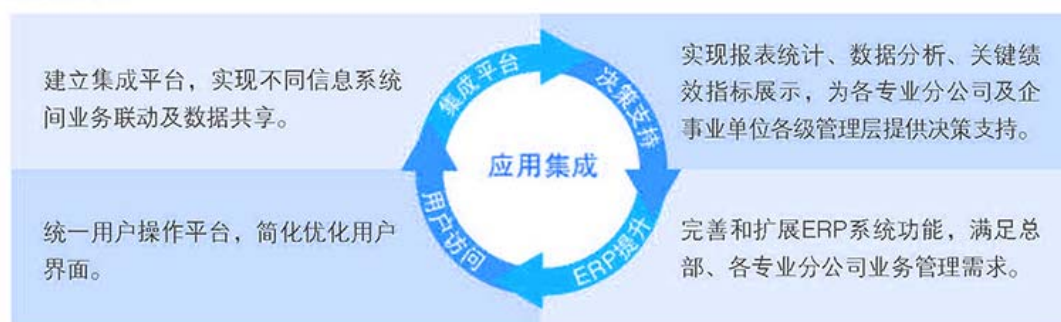 建立集成平台，实现不同信息系统
间业务联动及数据共享。
集成平台
决策支持
实现报表统计、数据分析、关键绩
效指标展示，为各专业分公司及企
事业单位各级管理层提供决策支持。
应用集成
统一用户操作平台，简化优化用户
界面。
用户访问
ERP提升
完善和扩展ERP系统功能，满足总
部、各专业分公司业务管理需求。